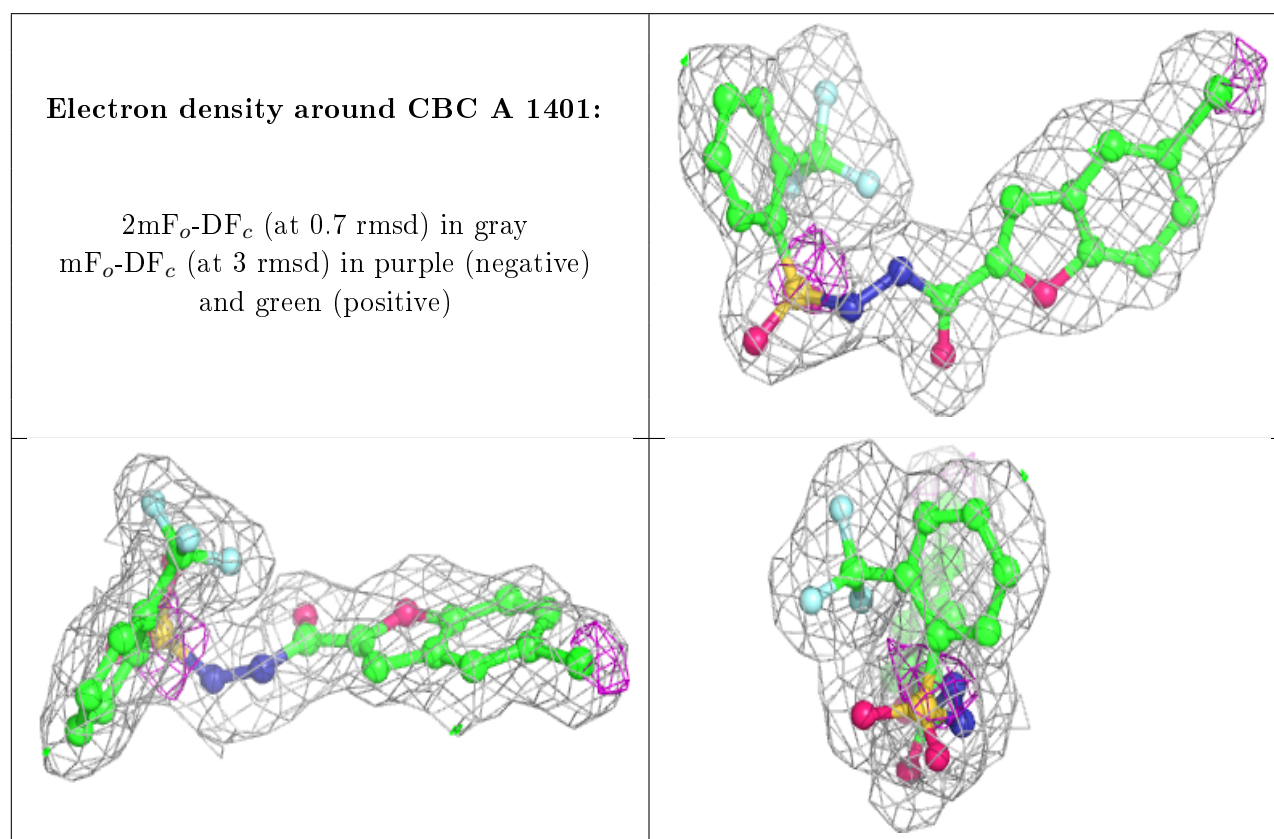 Electron density around CBC A 1401:
2mFo-DFc (at 0.7 rmsd) in gray
mFo-DFc (at 3 rmsd) in purple (negative)
and green (positive)